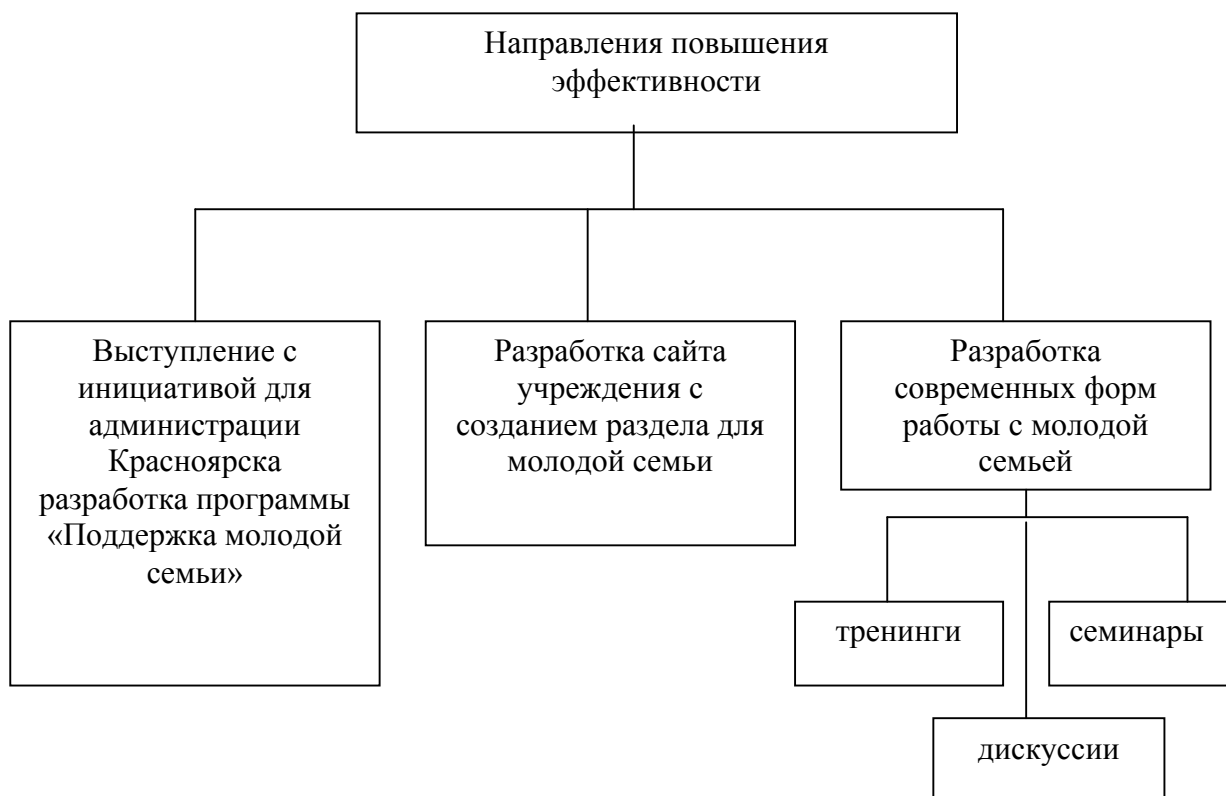 Направления повышения
эффективности
Выступление с
инициативой для
администрации
Красноярска
разработка программы
«Поддержка молодой
семьи»
Разработка сайта
учреждения с
созданием раздела для
молодой семьи
Разработка
современных форм
работы с молодой
семьей
тренинги
семинары
дискуссии